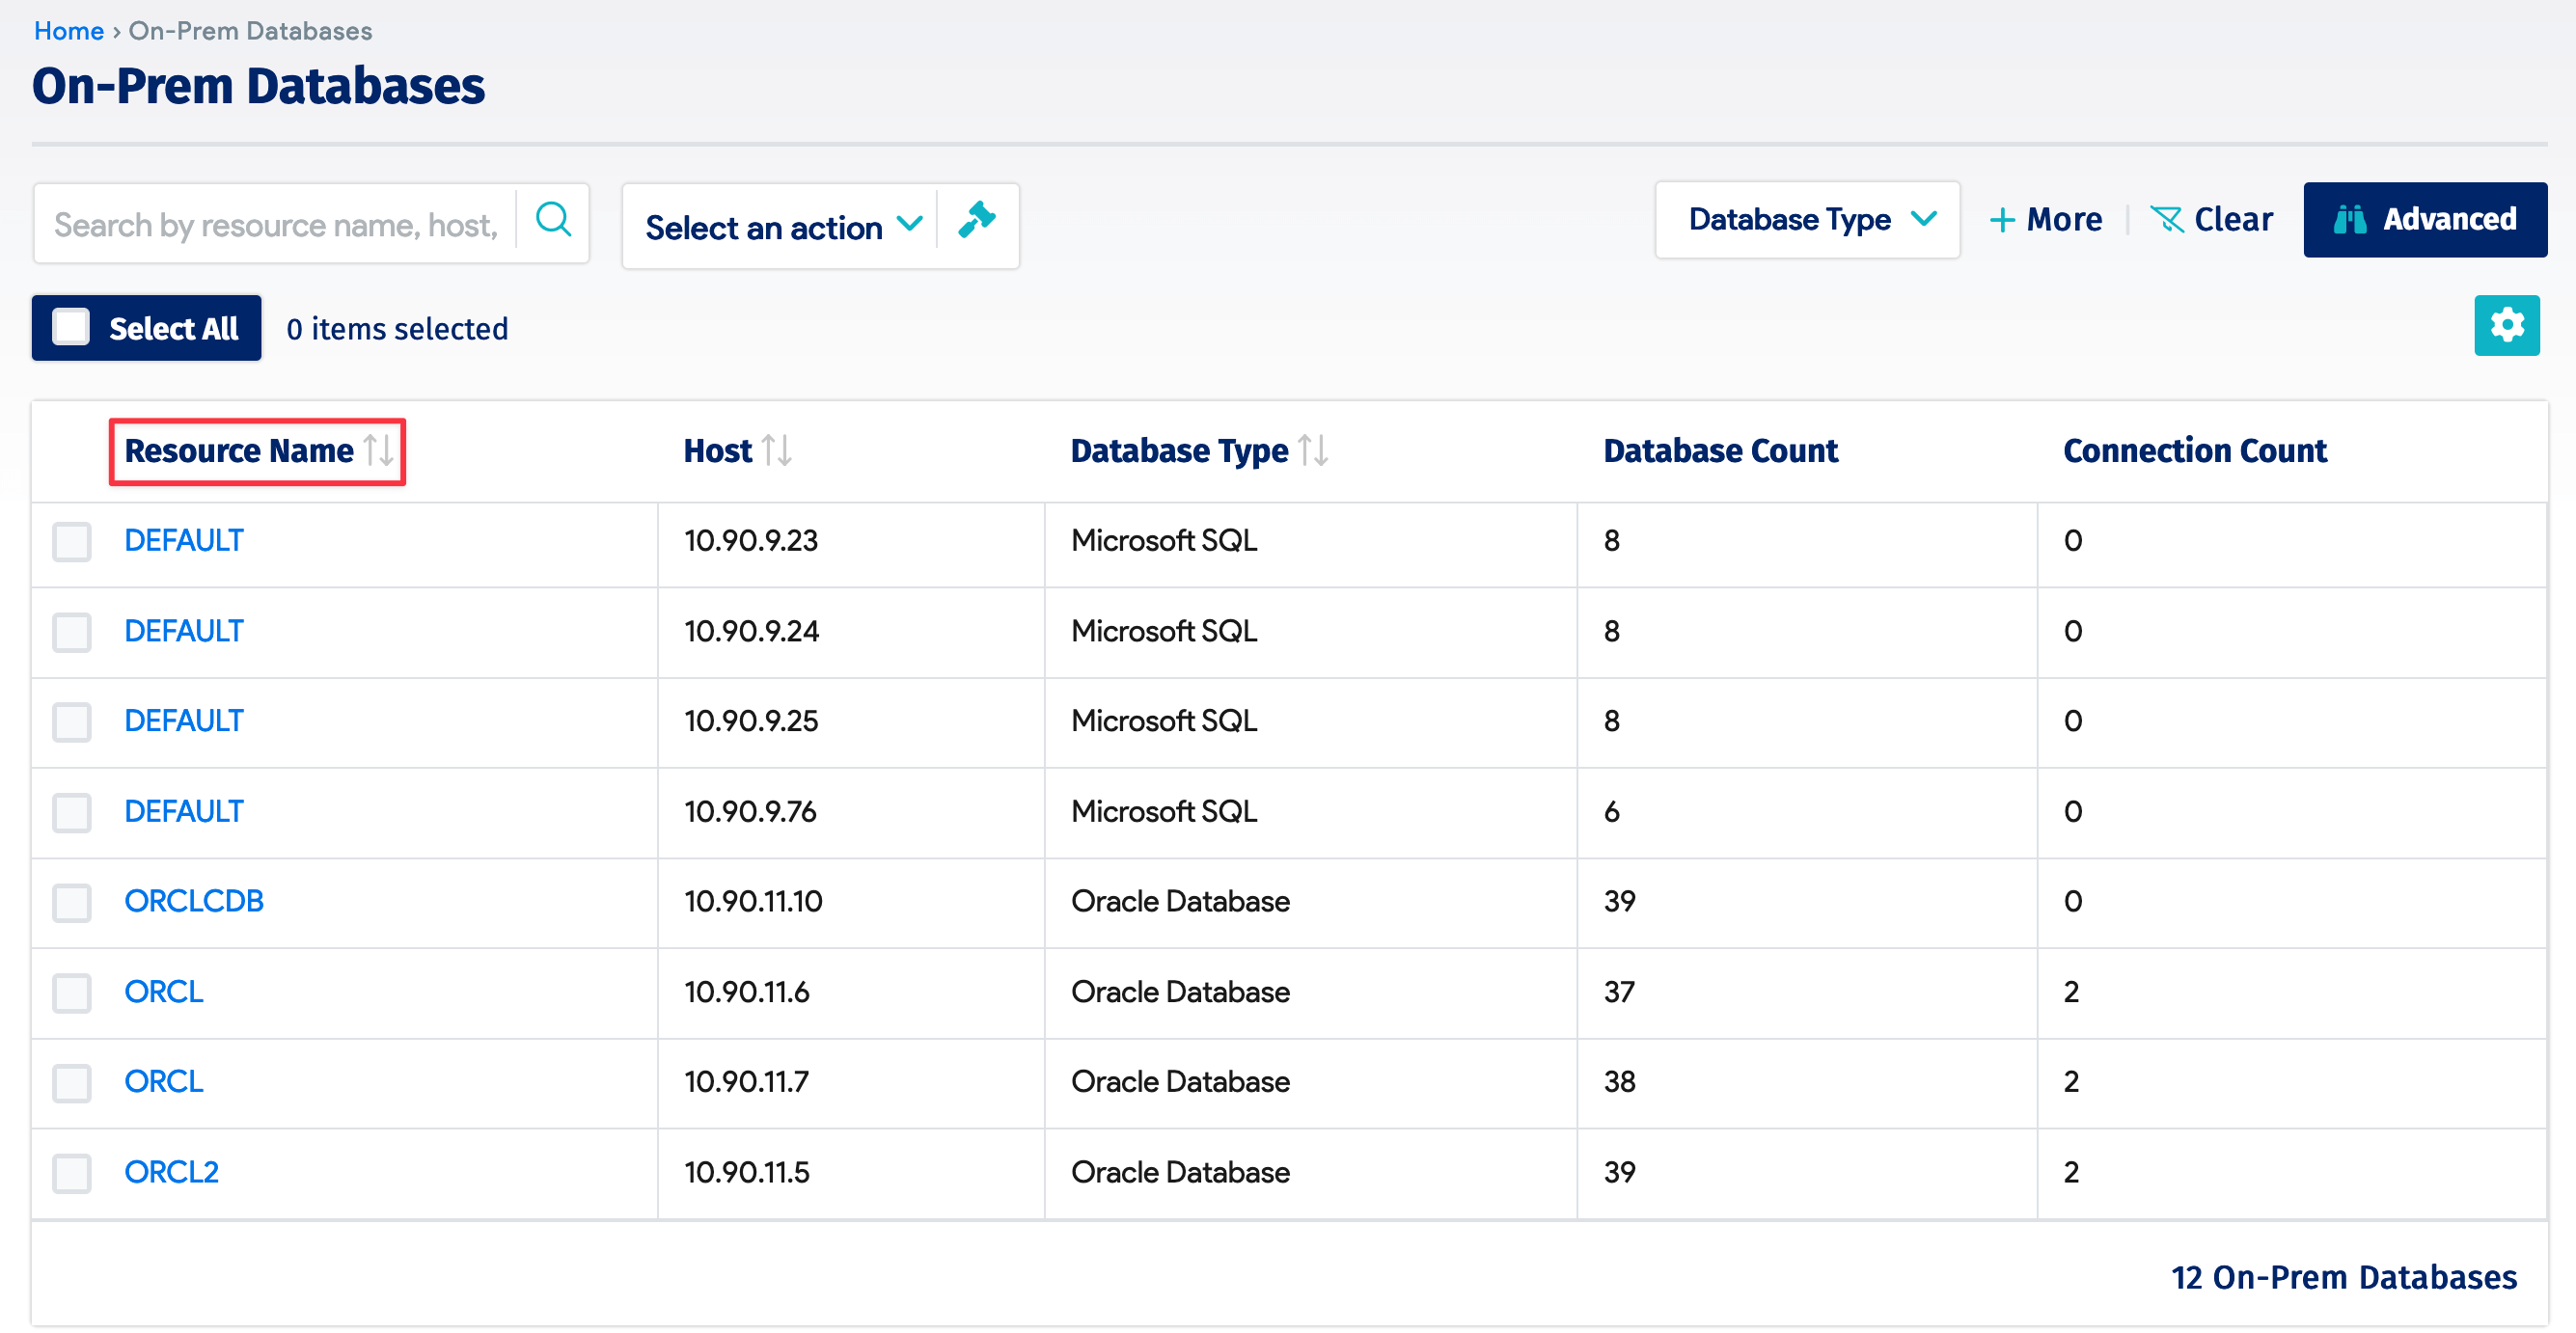 Home › On-Prem Databases
On-Prem Databases
Search by resource name, host,
Select an action
Database Type
+ More
Clear
Advanced
Select All
0 items selected
Resource Name Host Database Type Database Count Connection Count
DEFAULT 10.90.9.23 Microsoft SQL 8 0
DEFAULT 10.90.9.24 Microsoft SQL 8 0
DEFAULT 10.90.9.25 Microsoft SQL 8 0
DEFAULT 10.90.9.76 Microsoft SQL 6 0
ORCLCDB 10.90.11.10 Oracle Database 39 0
ORCL 10.90.11.6 Oracle Database 37 2
ORCL 10.90.11.7 Oracle Database 38 2
ORCL2 10.90.11.5 Oracle Database 39 2
12 On-Prem Databases